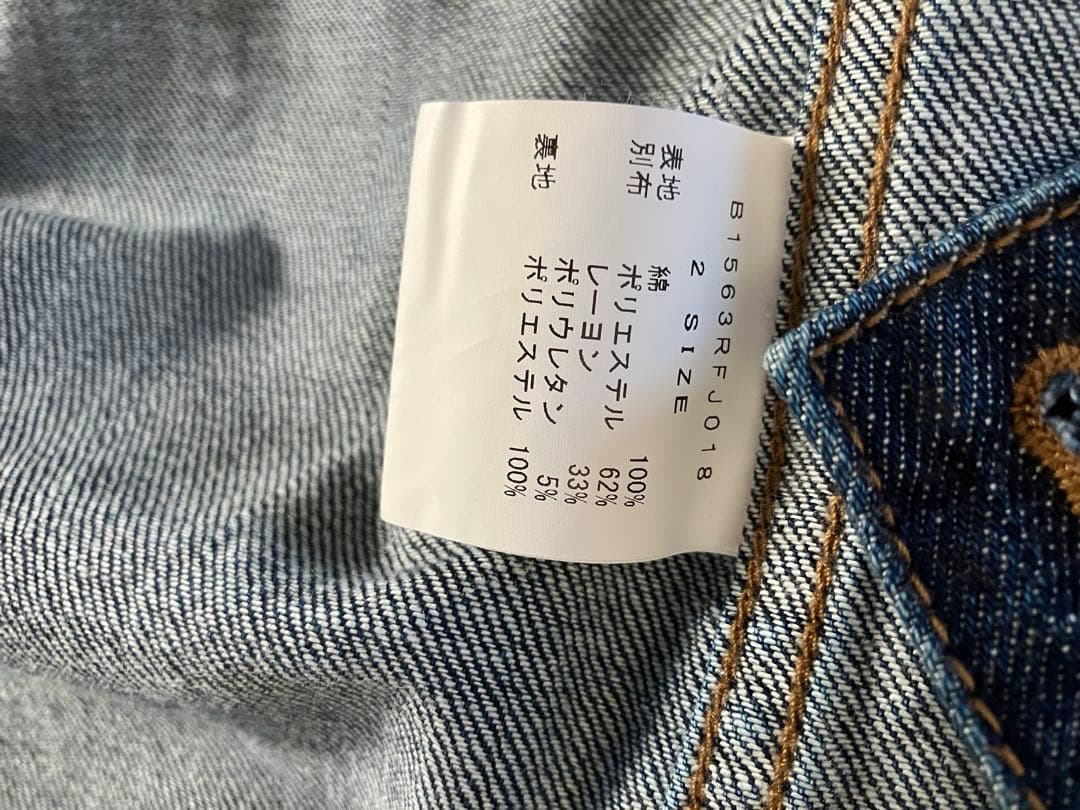 B1563RFJ018
2 SIZE
表地 綿 100%
別布 ポリエステル 62%
レーヨン 33%
ポリウレタン 5%
裏地 ポリエステル 100%